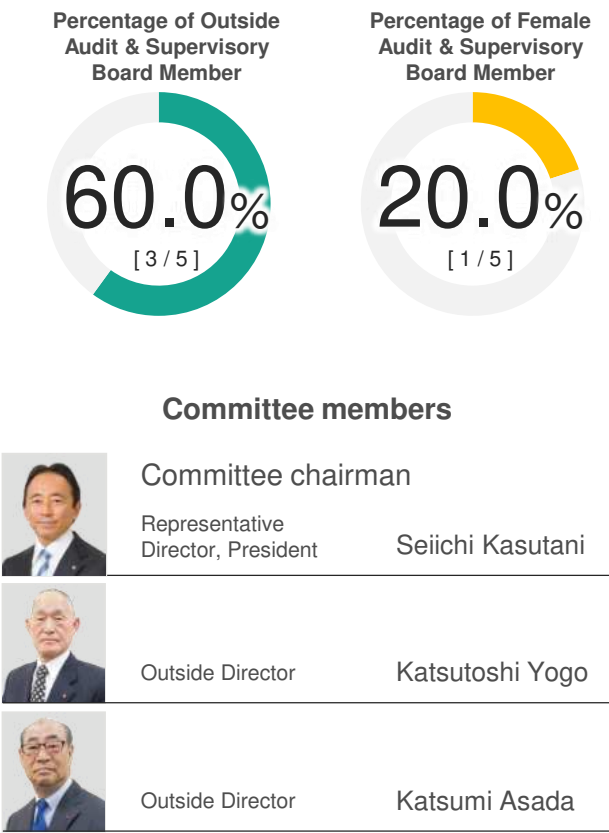 Percentage of Outside
Audit & Supervisory
Board Member
60.0%
[ 3 / 5 ]
Percentage of Female
Audit & Supervisory
Board Member
20.0%
[ 1 / 5 ]
Committee members
Committee chairman
Representative
Director, President
Seiichi Kasutani
Outside Director
Katsutoshi Yogo
Outside Director
Katsumi Asada